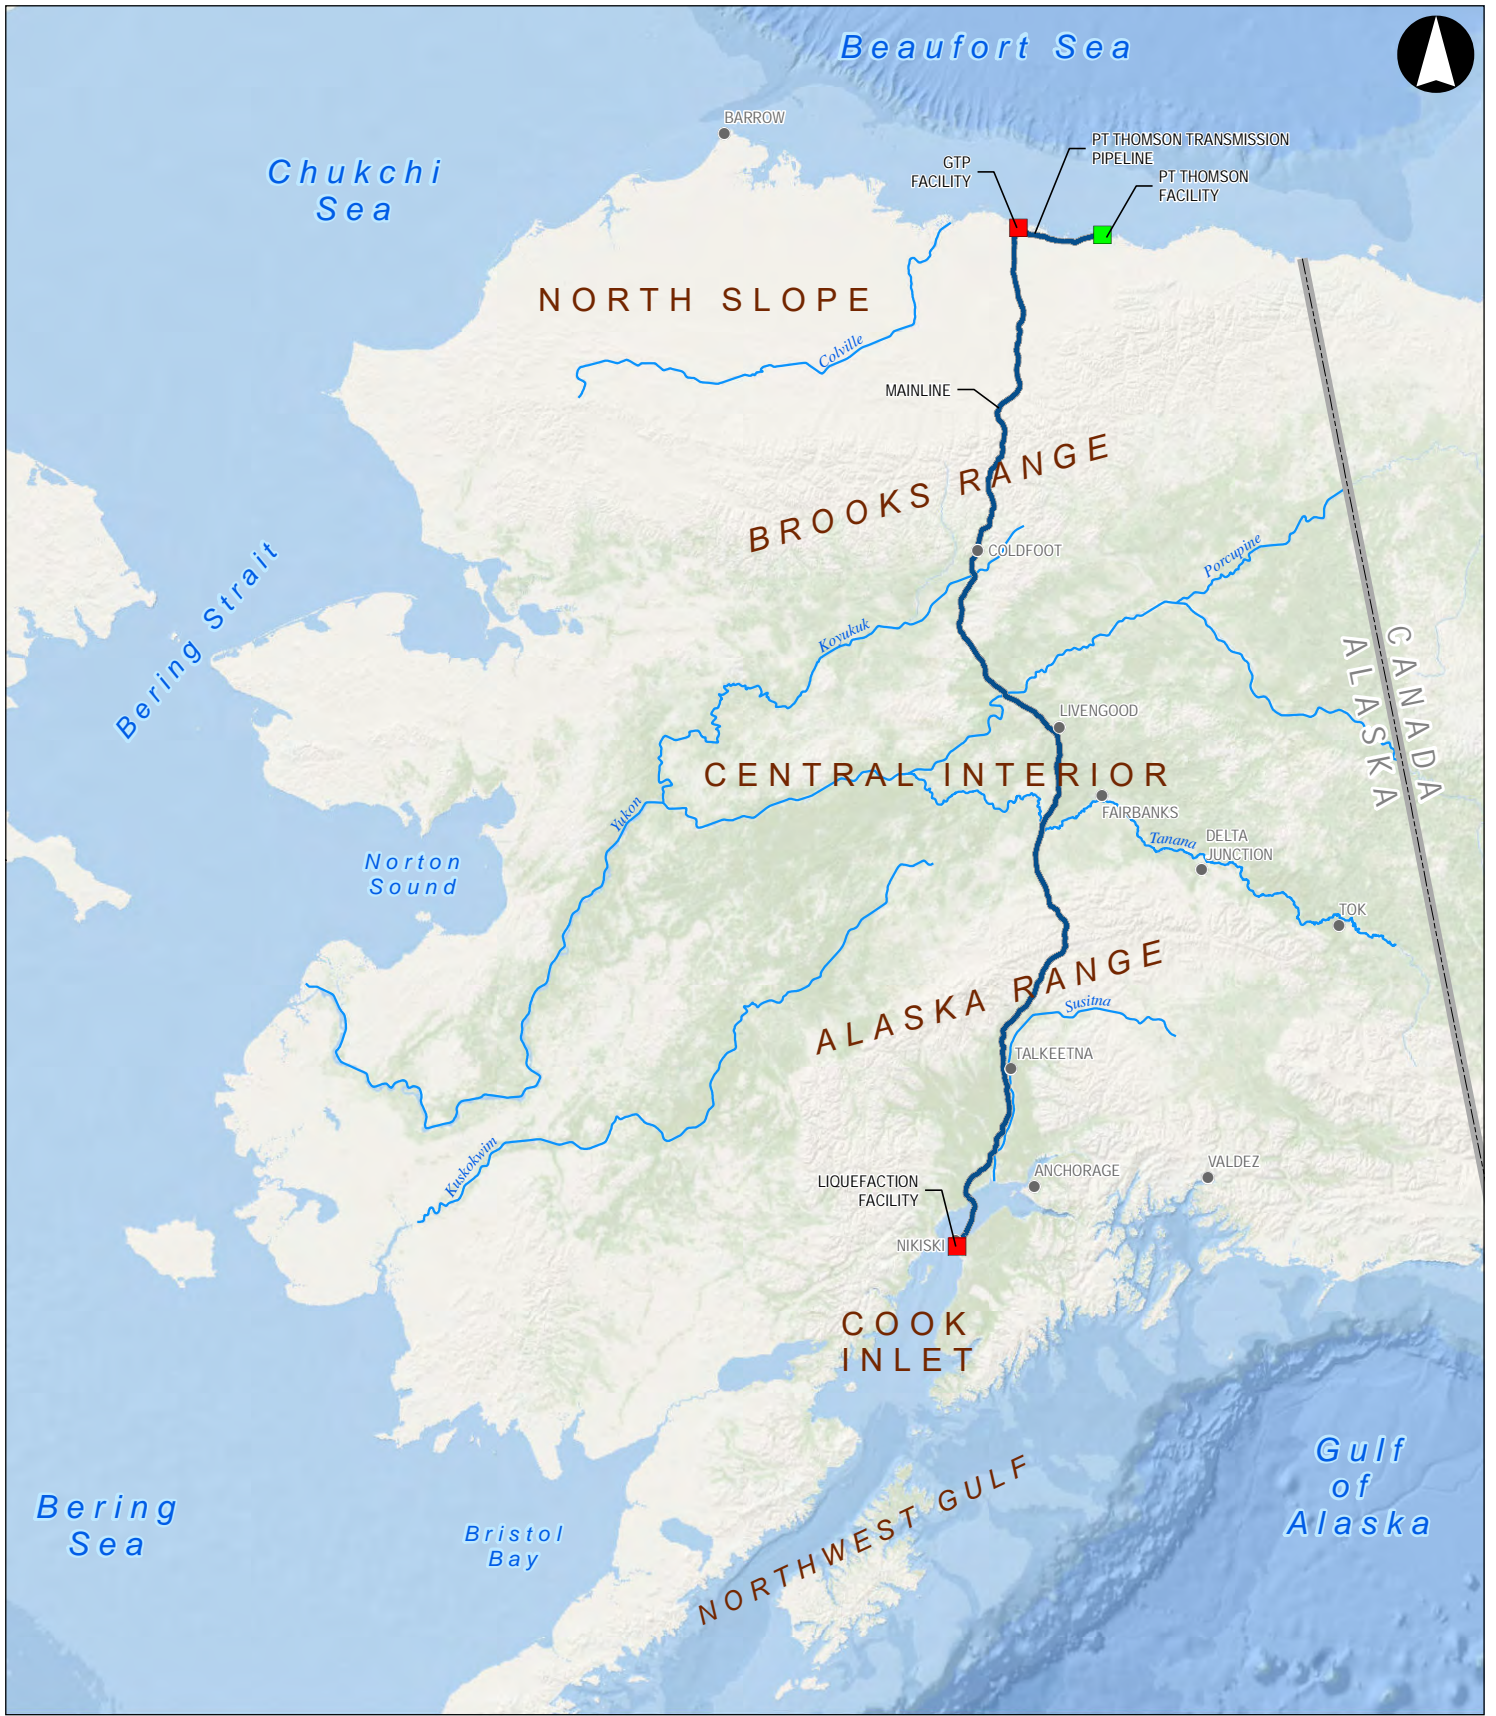 Beaufort Sea
BARROW
PT THOMSON TRANSMISSION
PIPELINE
GTP
FACILITY
PT THOMSON
FACILITY
Chukchi
Sea
NORTH SLOPE
Colville
MAINLINE
BROOKS RANGE
COLDFOOT
Porcupine
Bering Strait
Koyukuk
CANADA
ALASKA
LIVENGOOD
CENTRAL INTERIOR
Yukon
FAIRBANKS
Tanana
DELTA
JUNCTION
Norton
Sound
TOK
ALASKA RANGE
Susitna
TALKEETNA
Kuskokwim
ANCHORAGE
VALDEZ
LIQUEFACTION
FACILITY
NIKISKI
COOK
INLET
Gulf
of
Alaska
NORTHWEST GULF
Bering
Sea
Bristol
Bay